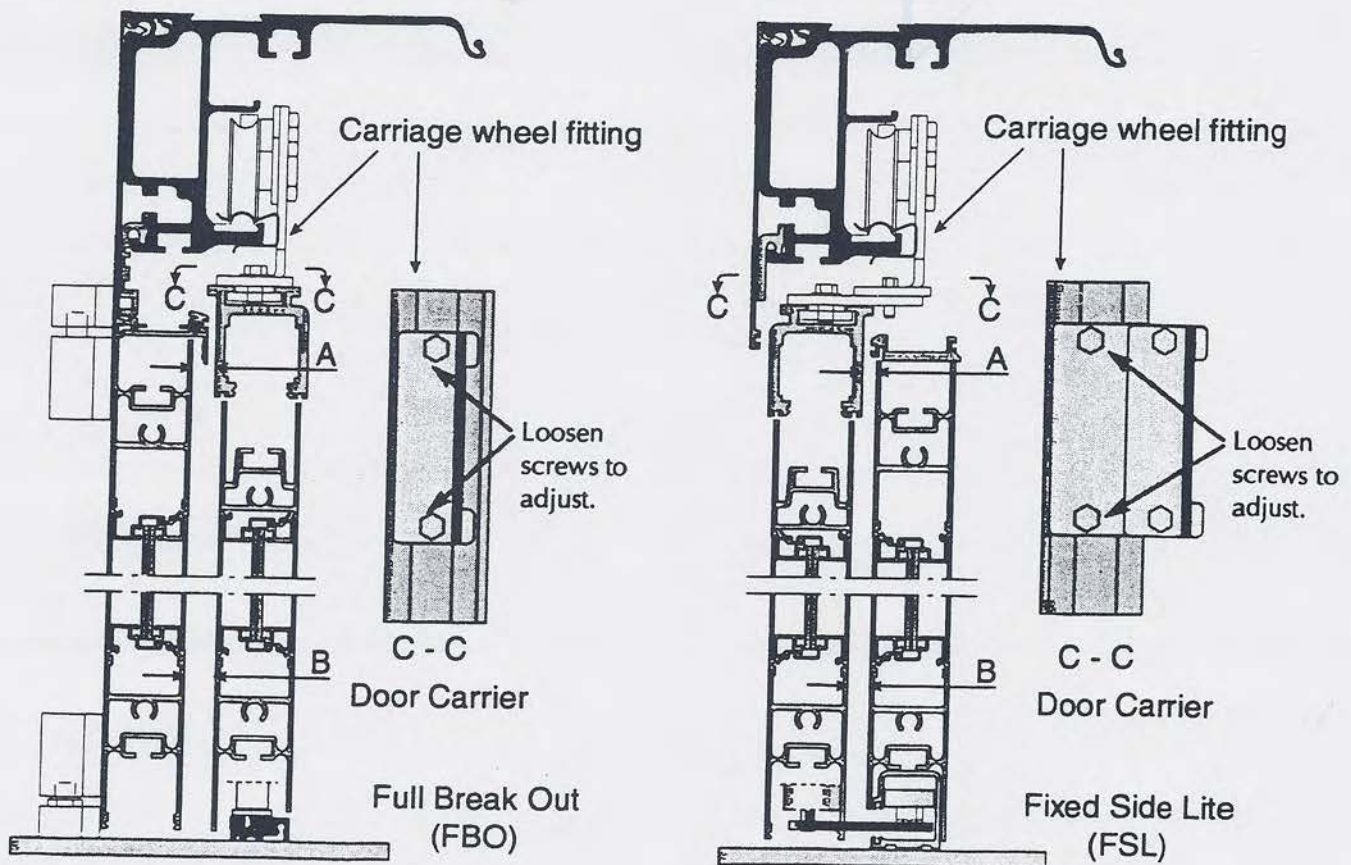 Carriage wheel fitting
C
C
A
Loosen
screws to
adjust.
B
C - C
Door Carrier
Full Break Out
(FBO)
Carriage wheel fitting
C
C
A
Loosen
screws to
adjust.
B
C - C
Door Carrier
Fixed Side Lite
(FSL)